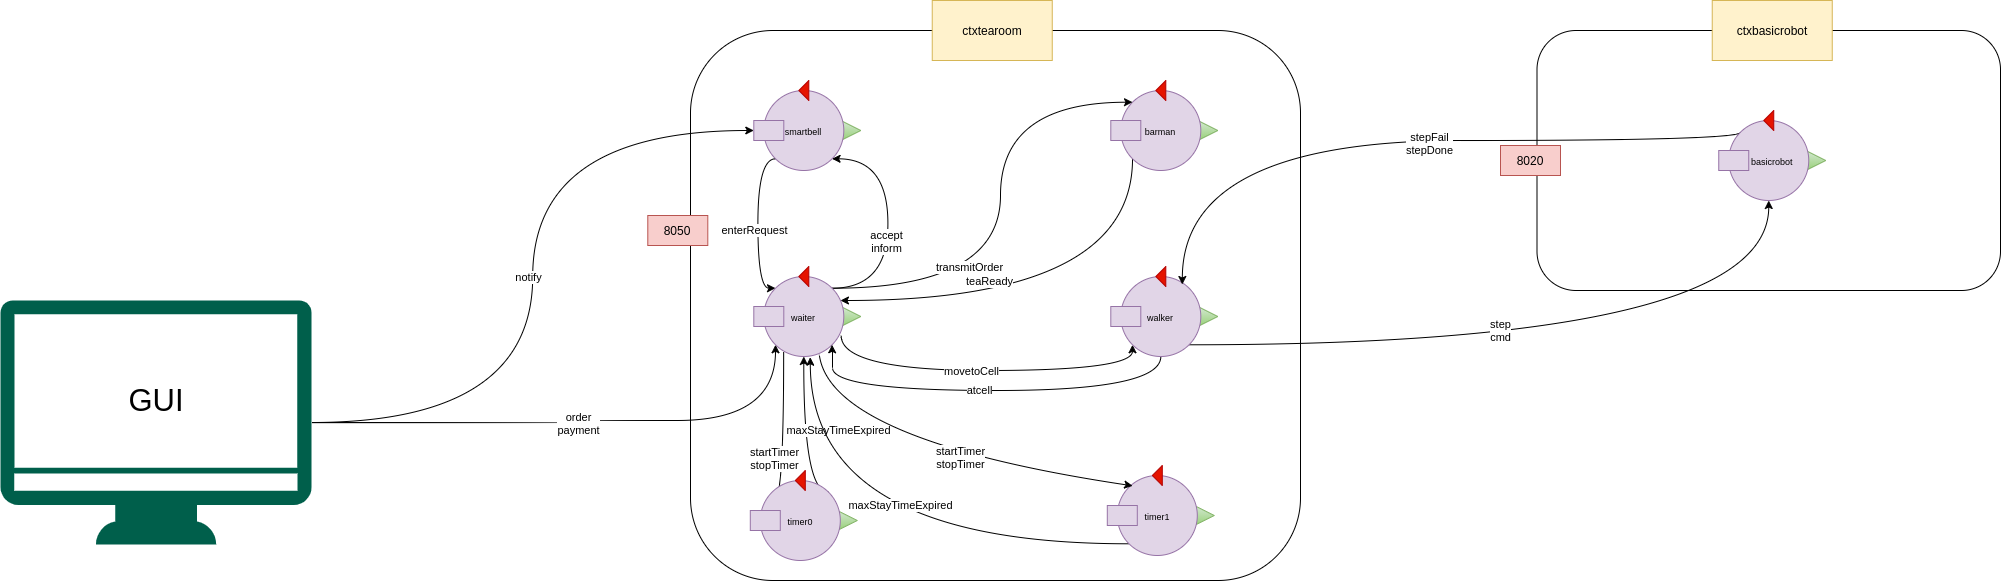 ctxtearoom
ctxbasicrobot
smartbell
barman
stepFail
stepDone
8020
basicrobot
8050
enterRequest
accept
inform
transmitOrder
teaReady
notify
waiter
walker
step
cmd
movetoCell
atcell
GUI
order
payment
maxStayTimeExpired
startTimer
stopTimer
startTimer
stopTimer
maxStayTimeExpired
timer0
timer1